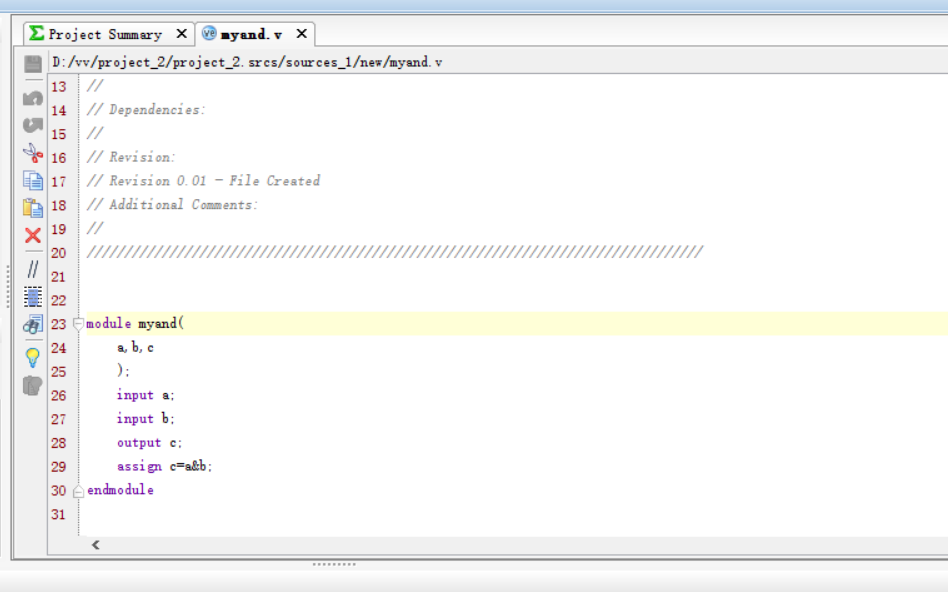 Project Summary × myand.v ×
D:/vv/project_2/project_2.srcs/sources_1/new/myand.v
13 //
14 // Dependencies:
15 //
16 // Revision:
17 // Revision 0.01 - File Created
18 // Additional Comments:
19 //
20 //////////////////////////////////////////////////////////////////////////////////
21
22
23 module myand(
24 a,b,c
25 );
26 input a;
27 input b;
28 output c;
29 assign c=a&b;
30 endmodule
31